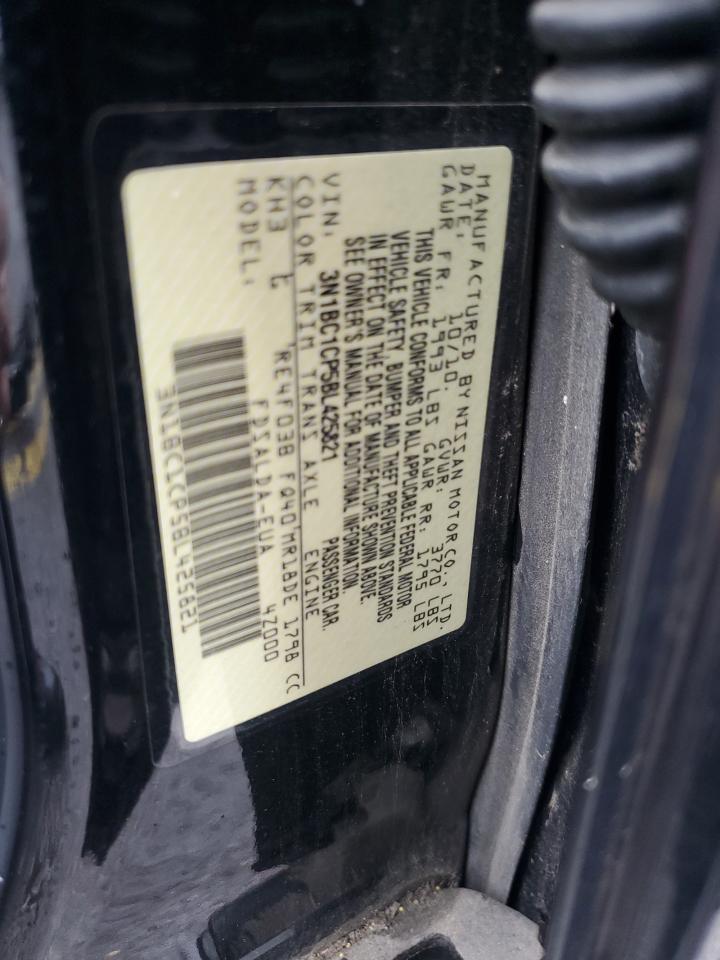 MANUFACTURED BY NISSAN MOTOR CO., LTD.
DATE: 10/10. GVWR: 3770 LBS
GAWR FR: 1993 LBS GAWR RR: 1795 LBS
THIS VEHICLE CONFORMS TO ALL APPLICABLE FEDERAL MOTOR
VEHICLE SAFETY, BUMPER AND THEFT PREVENTION STANDARDS
IN EFFECT ON THE DATE OF MANUFACTURE SHOWN ABOVE.
SEE OWNER'S MANUAL FOR ADDITIONAL INFORMATION.
VIN: 3N1BC1CP5BL425821 PASSENGER CAR.
COLOR TRIM TRANS AXLE ENGINE
KH3 G RE4F03B FQ40 MR18DE 1798 CC
MODEL: FDSALDA-EUA 4Z000
3N1BC1CP5BL425821